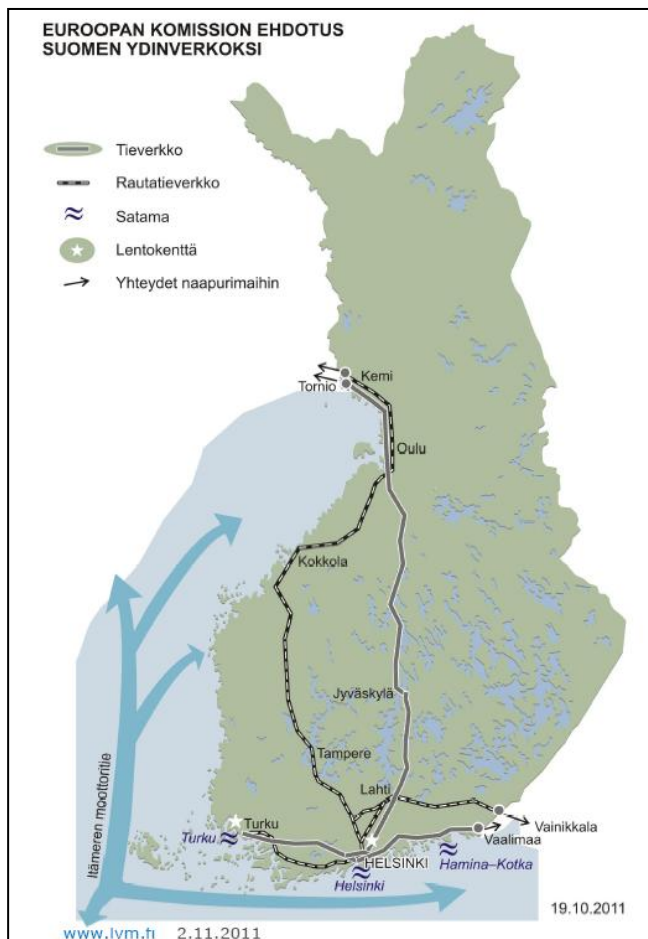 EUROOPAN KOMISSION EHDOTUS
SUOMEN YDINVERKOKSI
Tieverkko
Rautatieverkko
Satama
Lentokenttä
Yhteydet naapurimaihin
Kemi
Tornio
Oulu
Kokkola
Jyväskylä
Tampere
Lahti
Itämeren moottoritie
Turku
Turku
Vainikkala
Vaalimaa
HELSINKI
Hamina–Kotka
Helsinki
19.10.2011
www.lvm.fi 2.11.2011